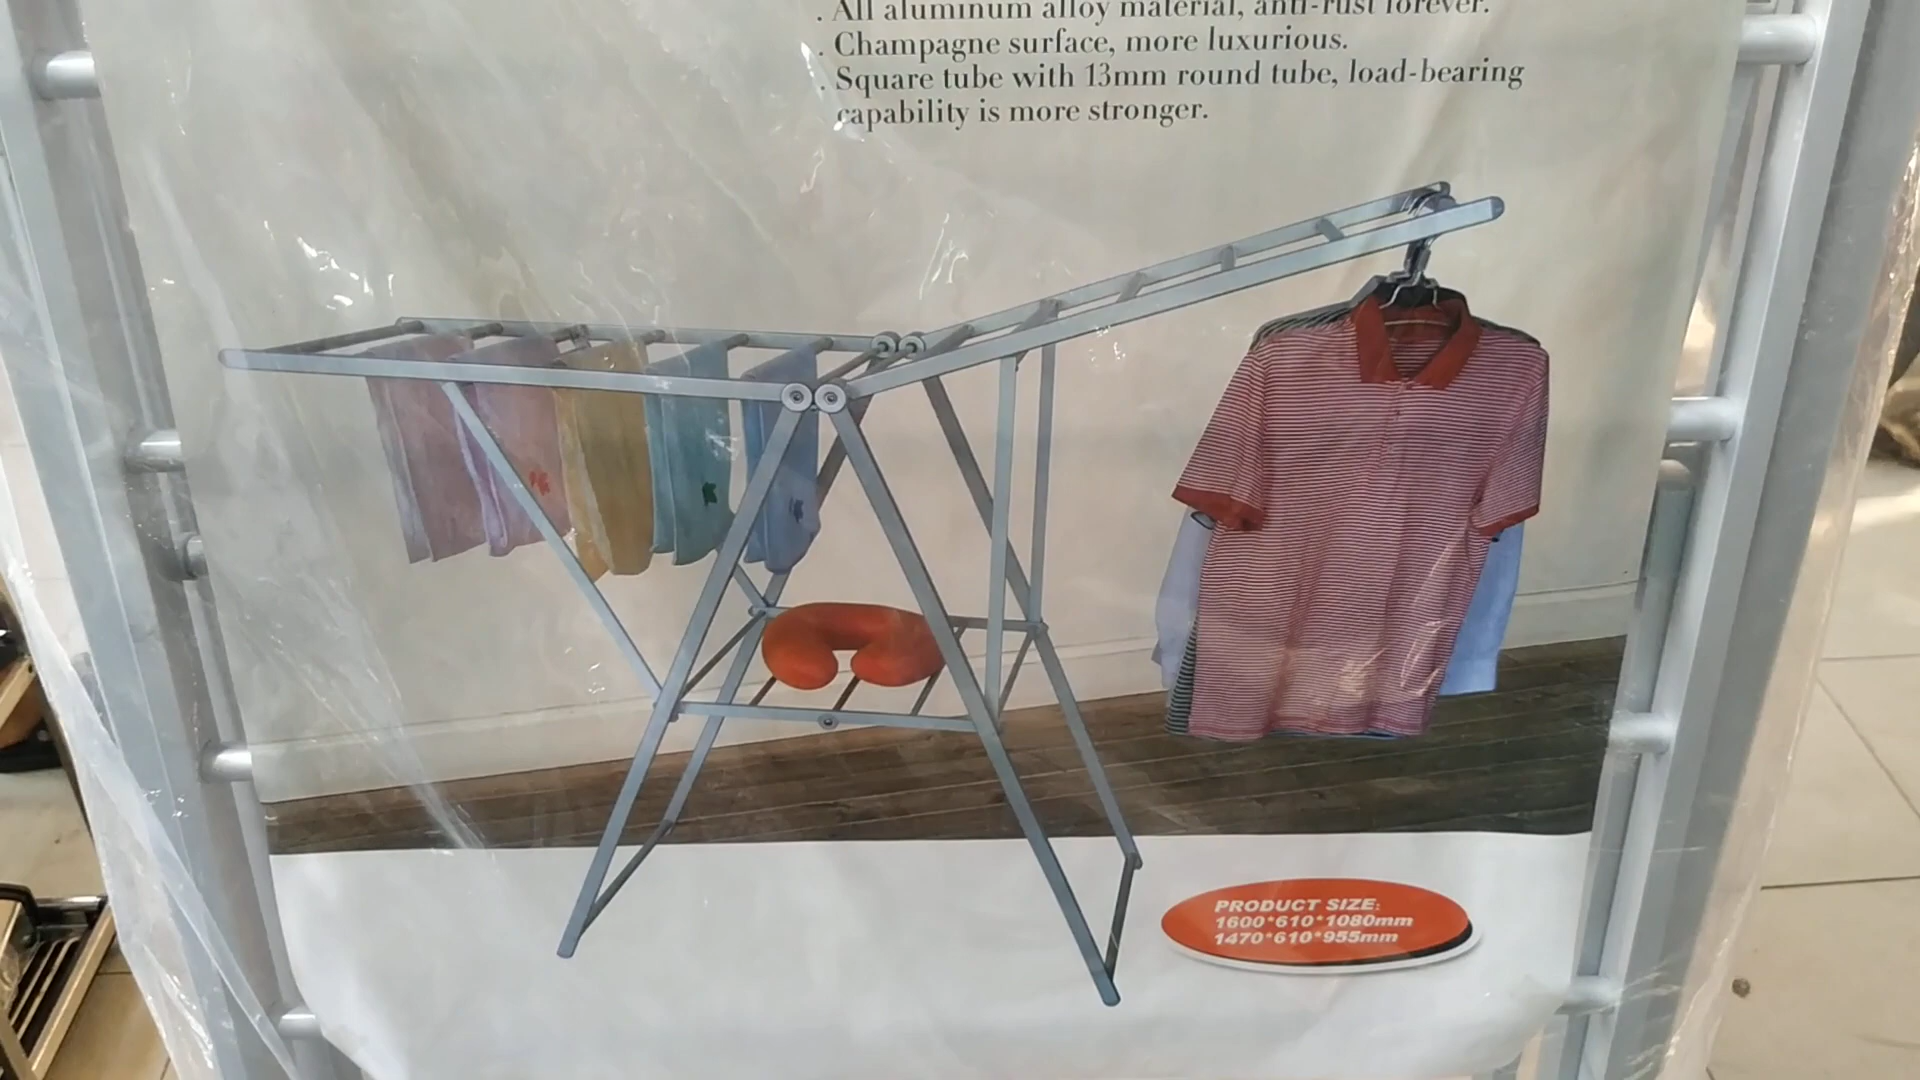 . All aluminum alloy material, anti-rust forever.
. Champagne surface, more luxurious.
. Square tube with 13mm round tube, load-bearing
capability is more stronger.
PRODUCT SIZE:
1600*610*1080mm
1470*610*955mm